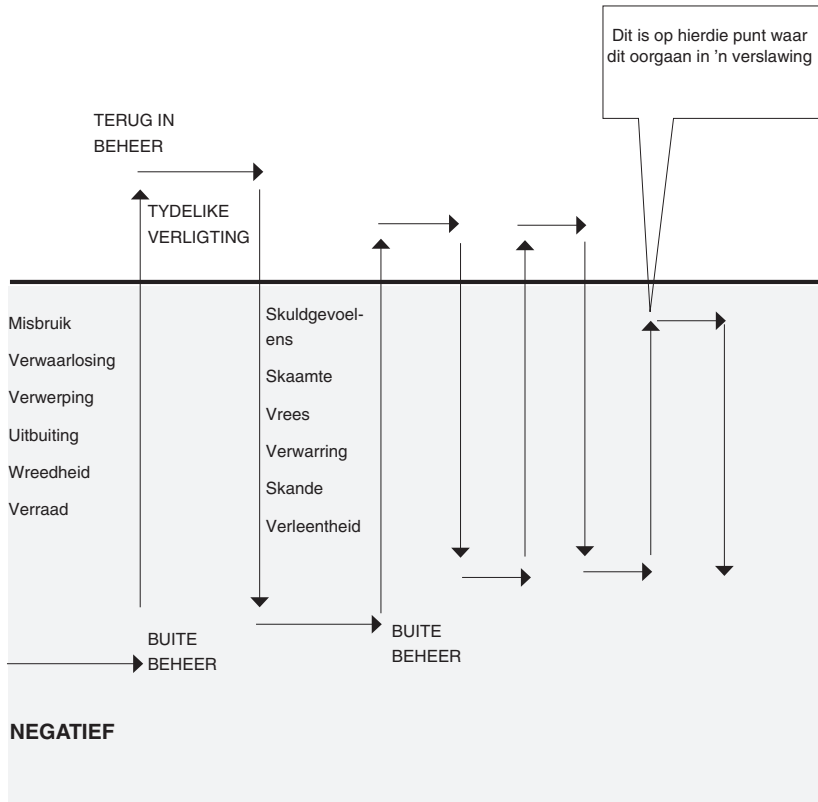 Dit is op hierdie punt waar
dit oorgaan in 'n verslawing
TERUG IN
BEHEER
TYDELIKE
VERLIGTING
Misbruik
Verwaarlosing
Verwerping
Uitbuiting
Wreedheid
Verraad
Skuldgevoel-
ens
Skaamte
Vrees
Verwarring
Skande
Verleentheid
BUITE
BEHEER
BUITE
BEHEER
NEGATIEF